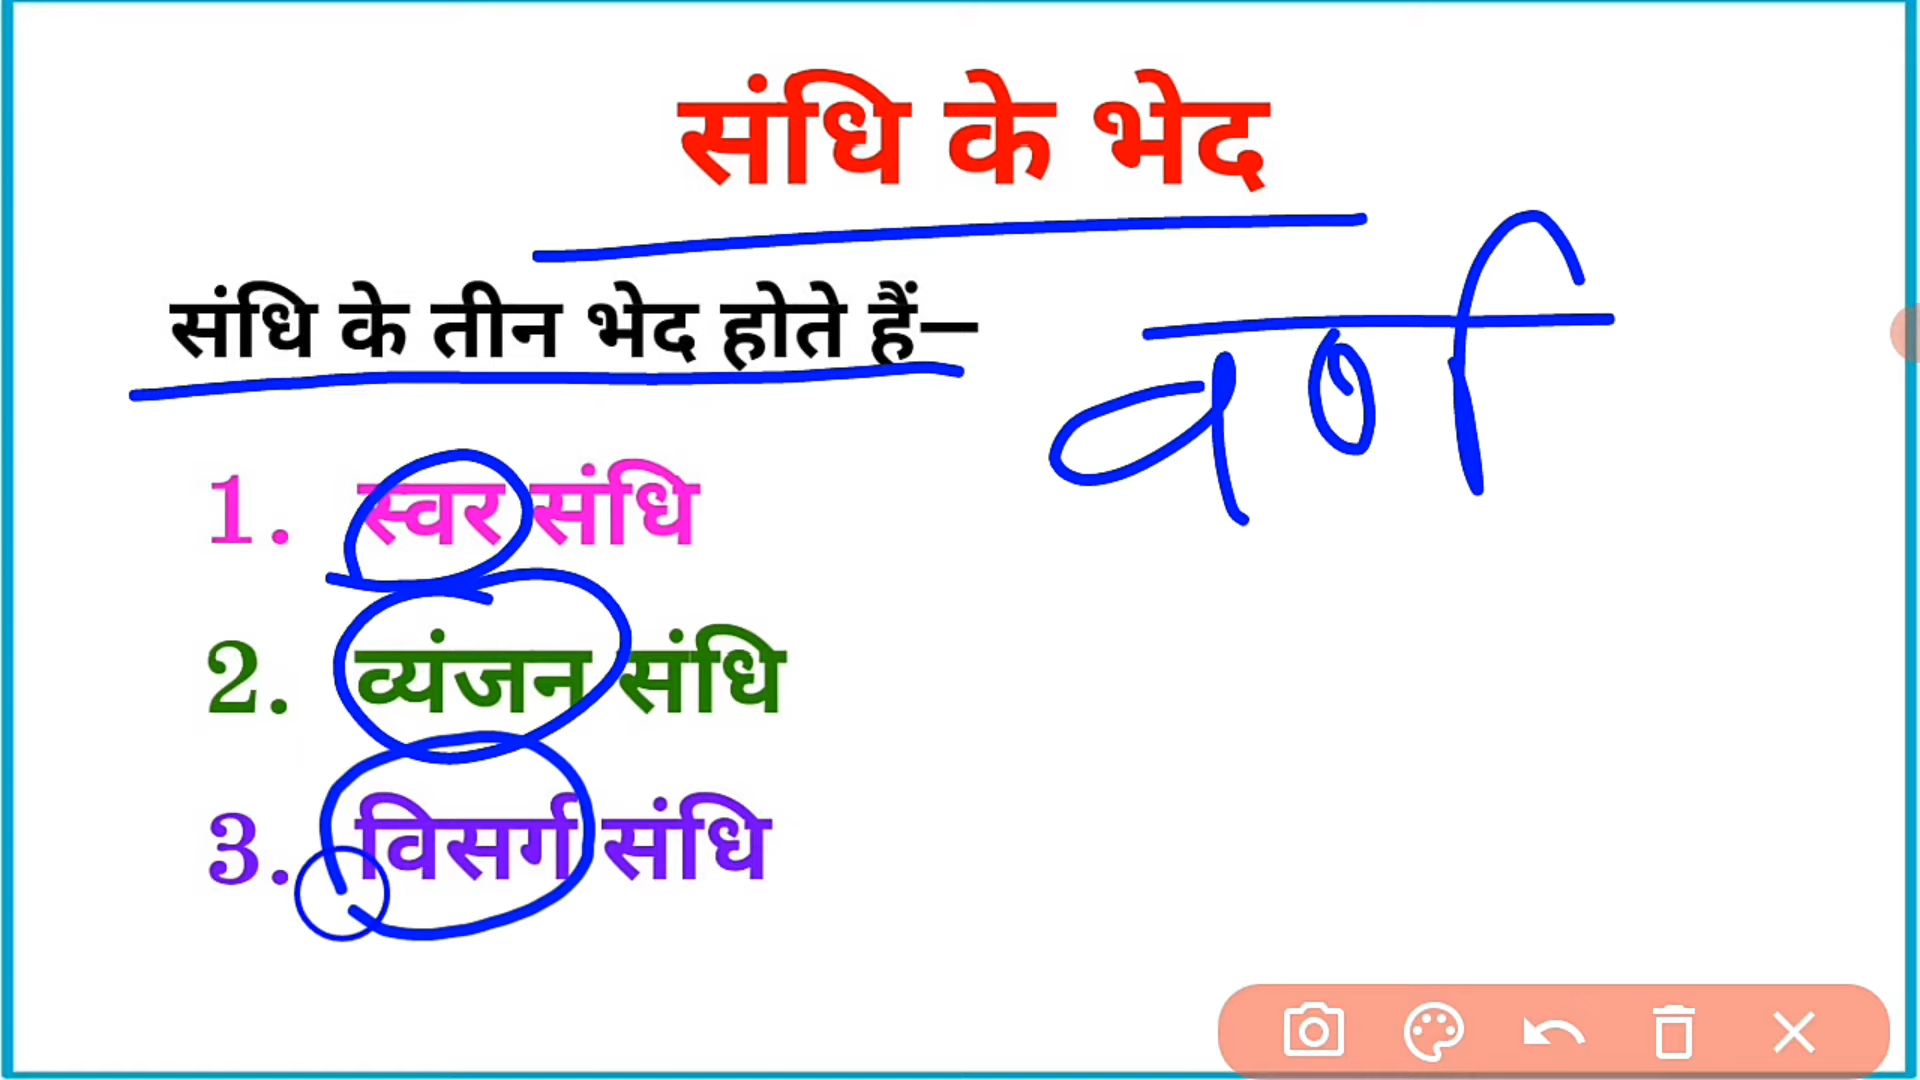 संधि के भेद
संधि के तीन भेद होते हैं–
वर्ण
1. स्वर संधि
2. व्यंजन संधि
3. विसर्ग संधि